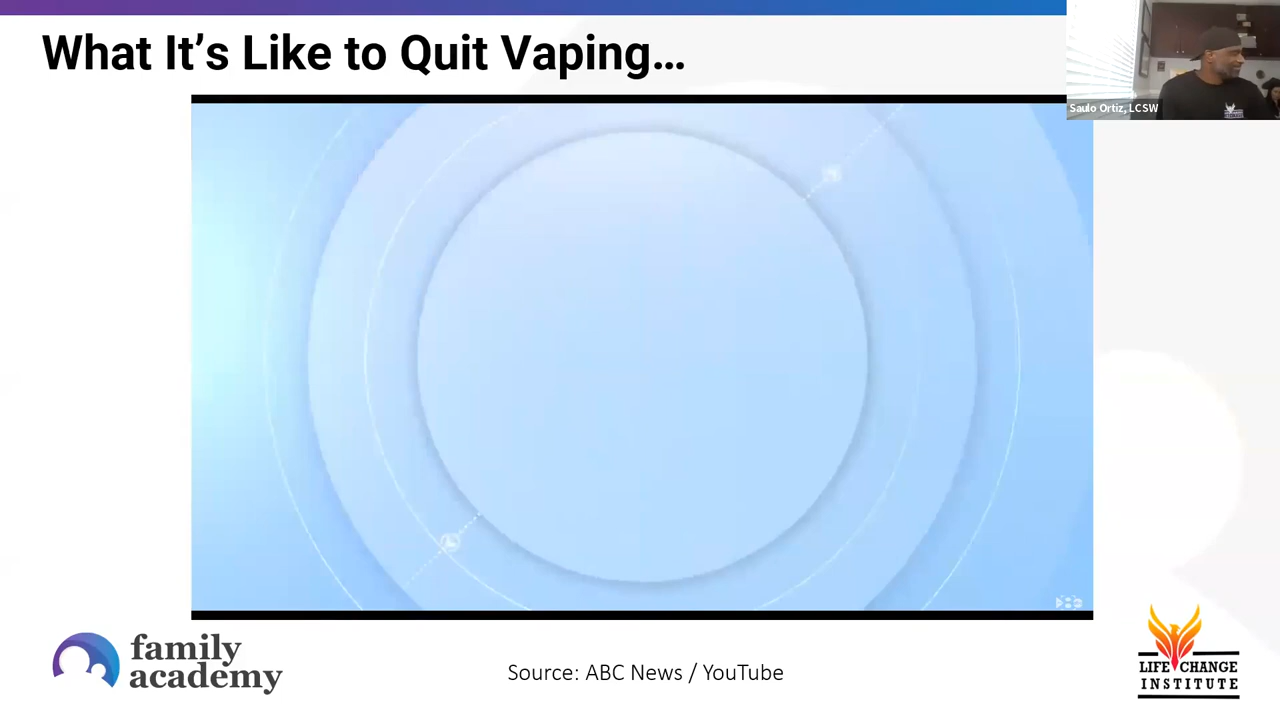 What It's Like to Quit Vaping...
Saulo Ortiz, LCSW
family
academy
Source: ABC News / YouTube
LIFE CHANGE
INSTITUTE